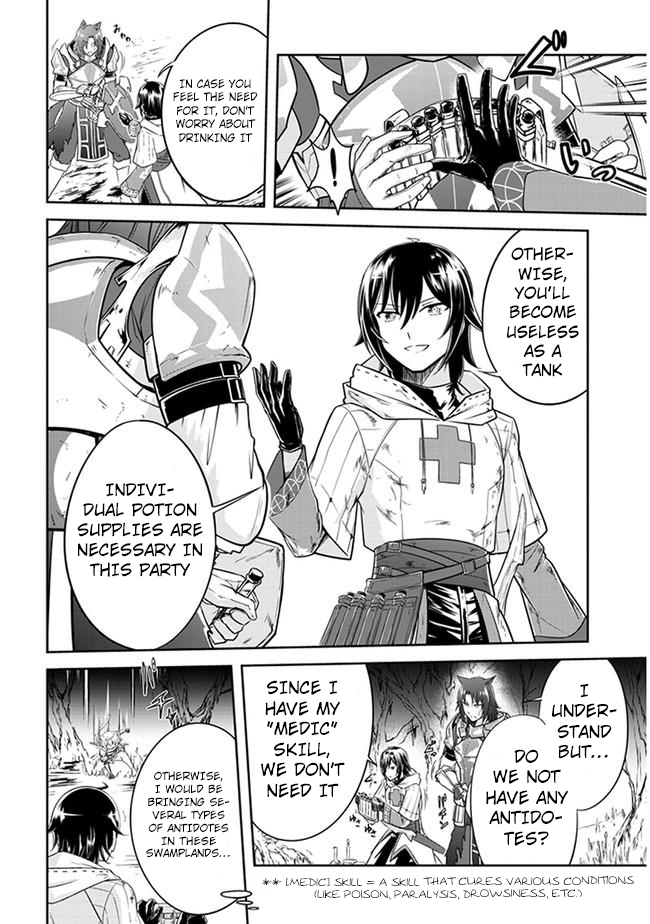 !
IN CASE YOU
FEEL THE NEED
FOR IT, DON'T
WORRY ABOUT
DRINKING IT
OTHER-
WISE,
YOU'LL
BECOME
USELESS
AS A
TANK
INDIVI-
DUAL POTION
SUPPLIES ARE
NECESSARY IN
THIS PARTY
I
UNDER-
STAND
BUT...
DO
WE NOT
HAVE ANY
ANTIDO-
TES?
SINCE I
HAVE MY
"MEDIC"
SKILL,
WE DON'T
NEED IT
** [MEDIC] SKILL = A SKILL THAT CURES VARIOUS CONDITIONS
(LIKE POISON, PARALYSIS, DROWSINESS, ETC.)
OTHERWISE,
I WOULD BE
BRINGING SE-
VERAL TYPES
OF ANTIDOTES
IN THESE
SWAMPLANDS...